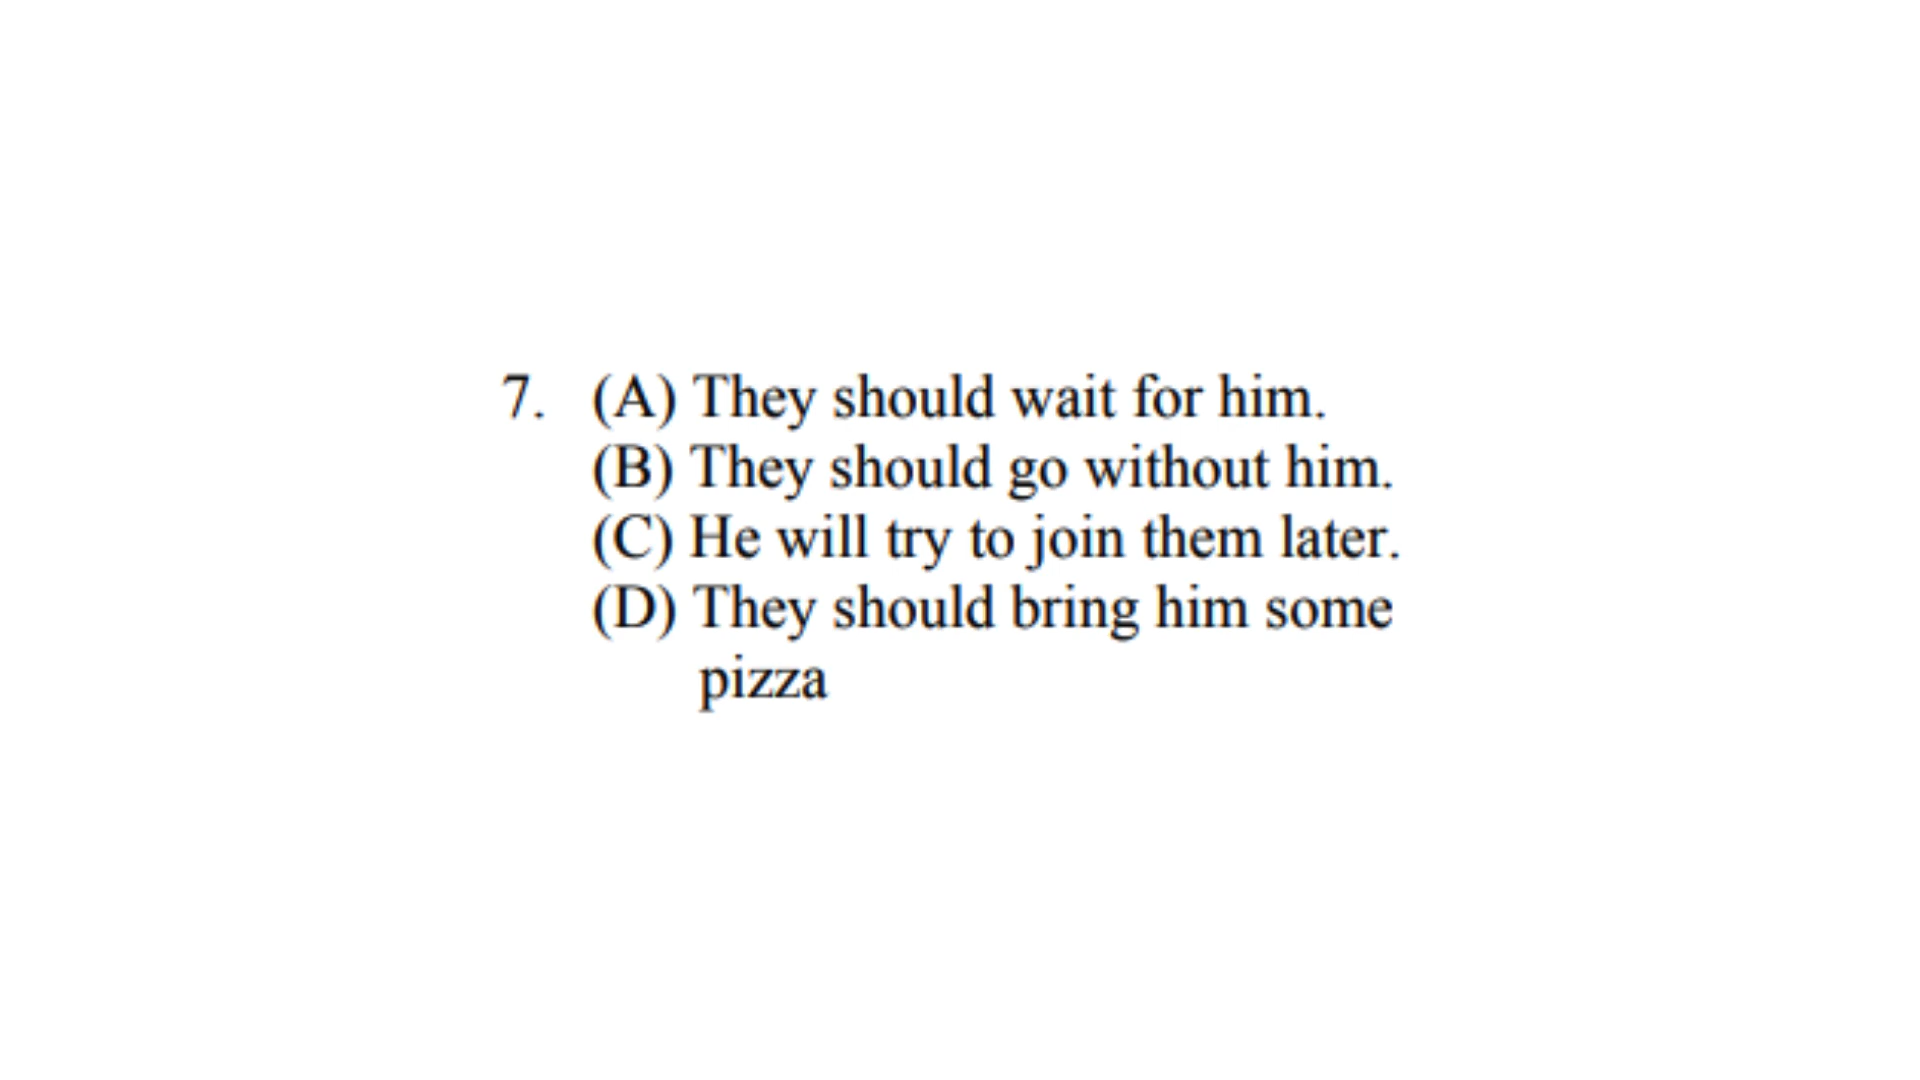 7. (A) They should wait for him.
(B) They should go without him.
(C) He will try to join them later.
(D) They should bring him some
pizza